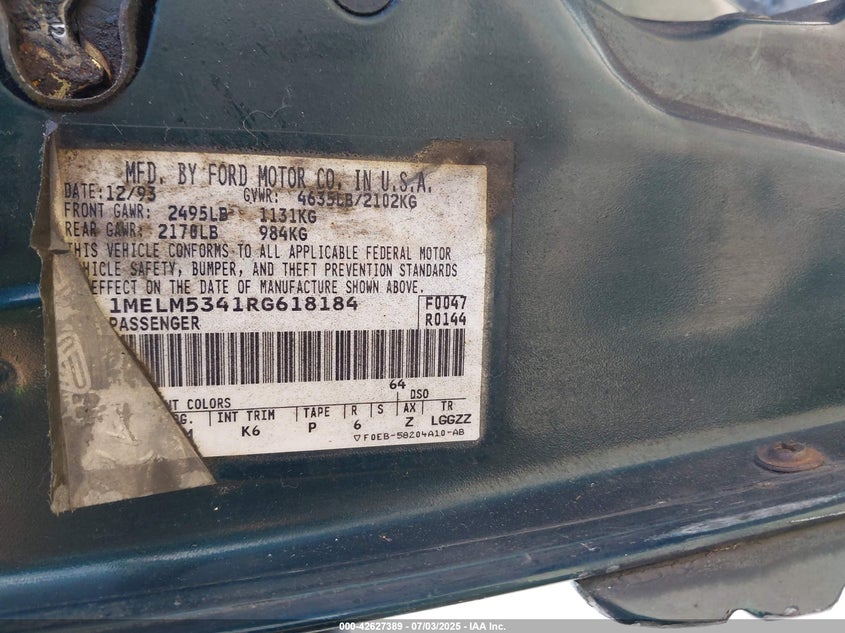 MFD. BY FORD MOTOR CO. IN U.S.A.
DATE: 12/93 GVWR: 4635LB/2102KG
FRONT GAWR: 2495LB 1131KG
REAR GAWR: 2170LB 984KG
THIS VEHICLE CONFORMS TO ALL APPLICABLE FEDERAL MOTOR
VEHICLE SAFETY, BUMPER, AND THEFT PREVENTION STANDARDS
EFFECT ON THE DATE OF MANUFACTURE SHOWN ABOVE.
1MELM5341RG618184 F0047
PASSENGER R0144
64
NT COLORS DSO
INT TRIM TAPE R S AX TR
K6 P 6 Z LGGZZ
▽F0EB-58204A10-AB
000-42627389 - 07/03/2025 - IAA Inc.